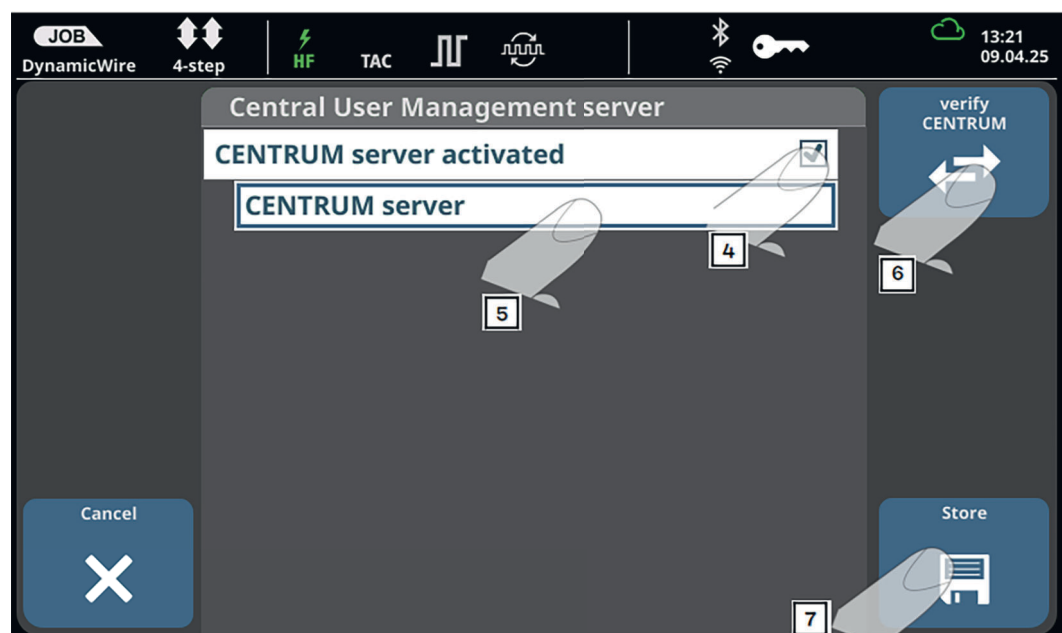 JOB
DynamicWire
4-step
HF
TAC
13:21
09.04.25
Central User Management server
verify
CENTRUM
CENTRUM server activated
CENTRUM server
4
6
5
Cancel
Store
7